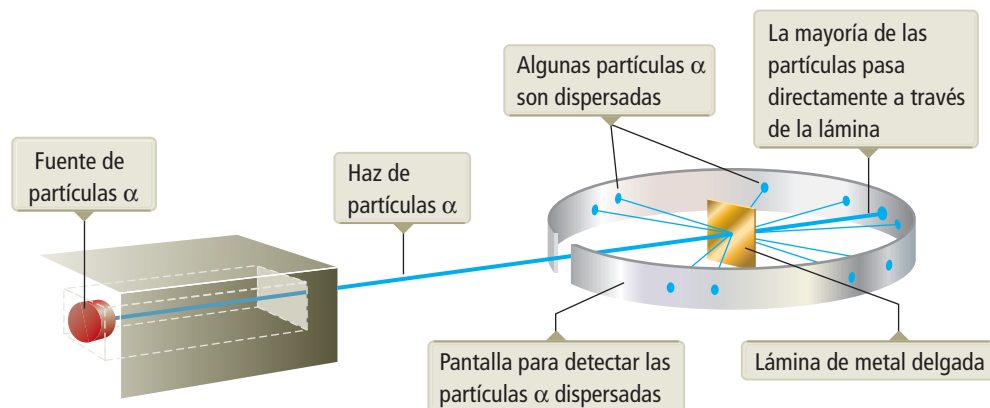 Fuente de
partículas α
Haz de
partículas α
Algunas partículas α
son dispersadas
La mayoría de las
partículas pasa
directamente a través
de la lámina
Pantalla para detectar las
partículas α dispersadas
Lámina de metal delgada